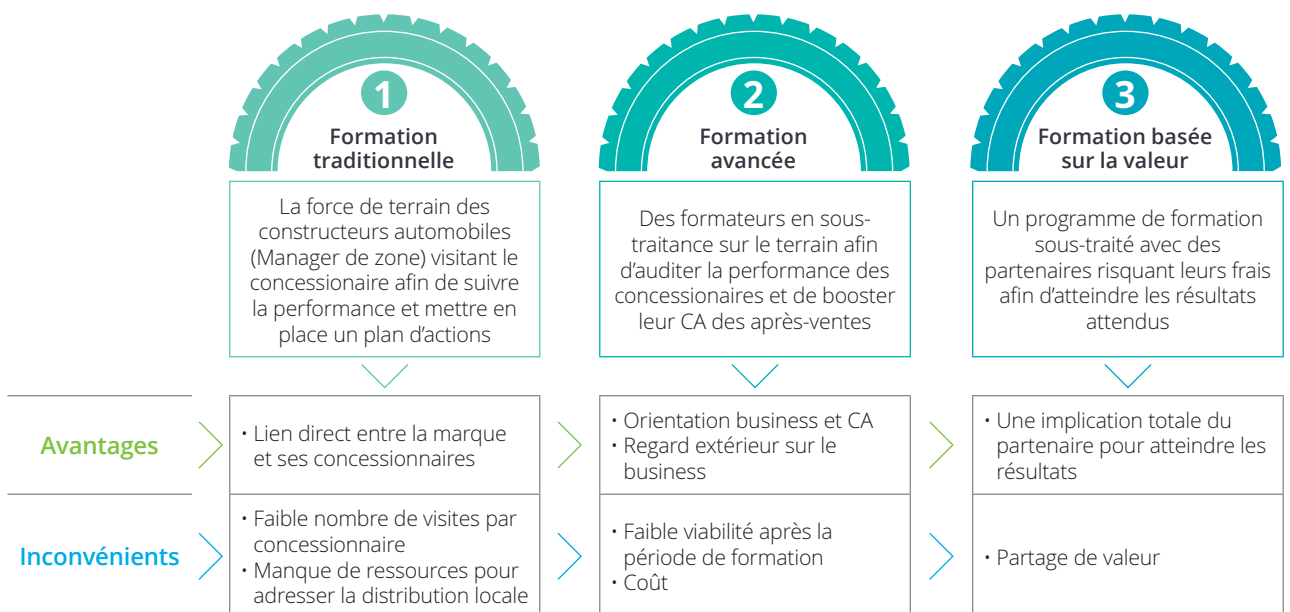 1
Formation
traditionnelle
La force de terrain des
constructeurs automobiles
(Manager de zone) visitant le
concessionaire afin de suivre
la performance et mettre en
place un plan d'actions
2
Formation
avancée
Des formateurs en sous-
traitance sur le terrain afin
d'auditer la performance des
concessionaires et de booster
leur CA des après-ventes
3
Formation basée
sur la valeur
Un programme de formation
sous-traité avec des
partenaires risquant leurs frais
afin d'atteindre les résultats
attendus
Avantages
• Lien direct entre la marque
et ses concessionnaires
• Orientation business et CA
• Regard extérieur sur le
business
• Une implication totale du
partenaire pour atteindre les
résultats
Inconvénients
• Faible nombre de visites par
concessionnaire
• Manque de ressources pour
adresser la distribution locale
• Faible viabilité après la
période de formation
• Coût
• Partage de valeur